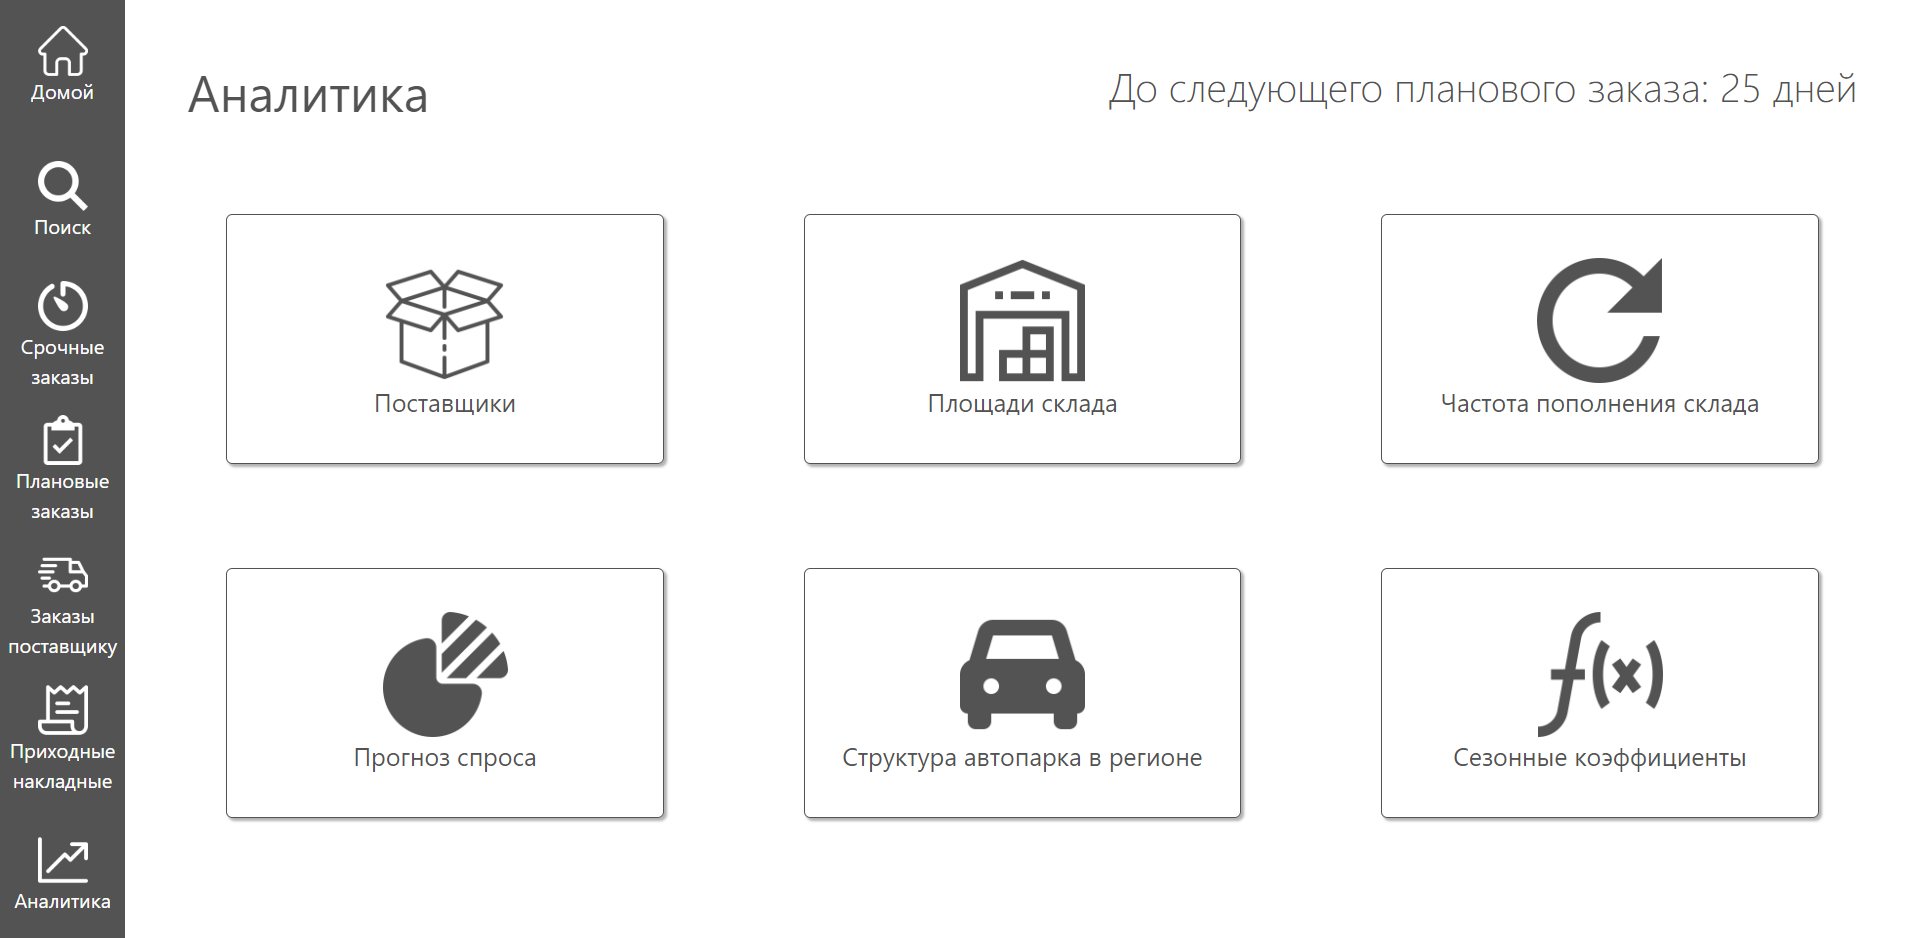 Домой
Поиск
Срочные
заказы
Плановые
заказы
Заказы
поставщику
Приходные
накладные
Аналитика
Аналитика
До следующего планового заказа: 25 дней
Поставщики
Площади склада
Частота пополнения склада
Прогноз спроса
Структура автопарка в регионе
f(x)
Сезонные коэффициенты